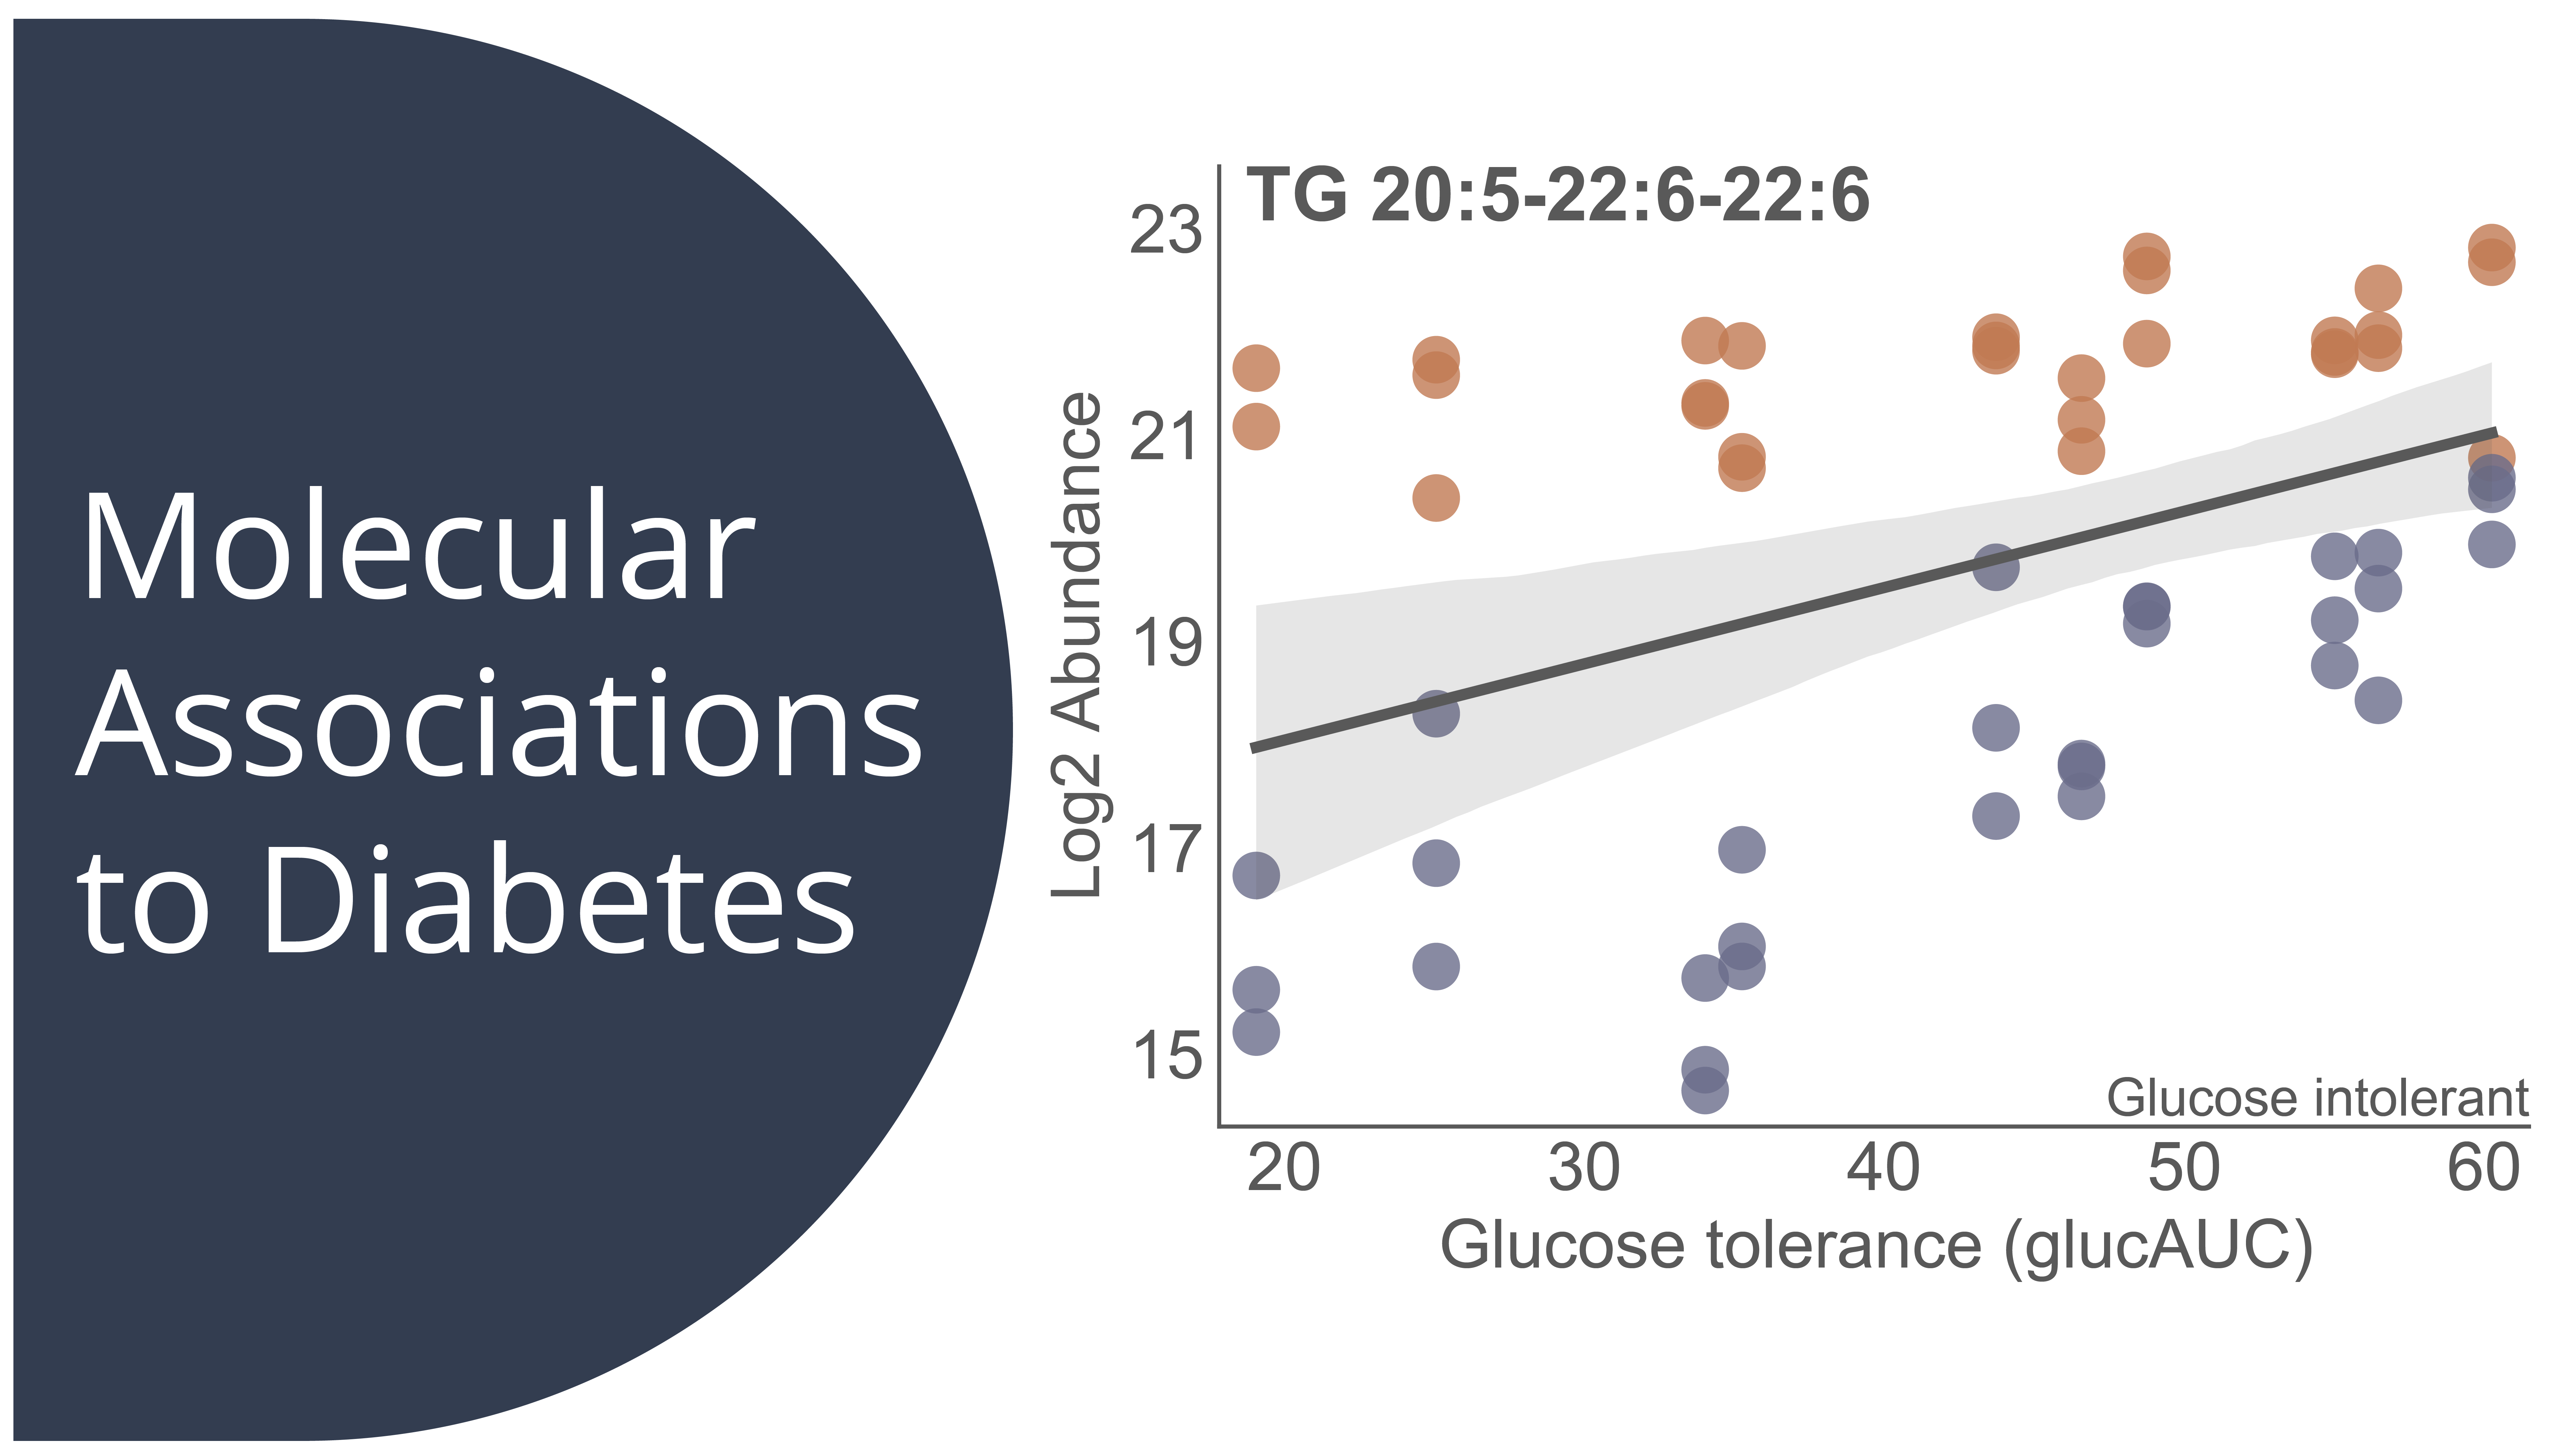 Molecular
Associations
to Diabetes
TG 20:5-22:6-22:6
Log2 Abundance
23
21
19
17
15
Glucose intolerant
20 30 40 50 60
Glucose tolerance (glucAUC)